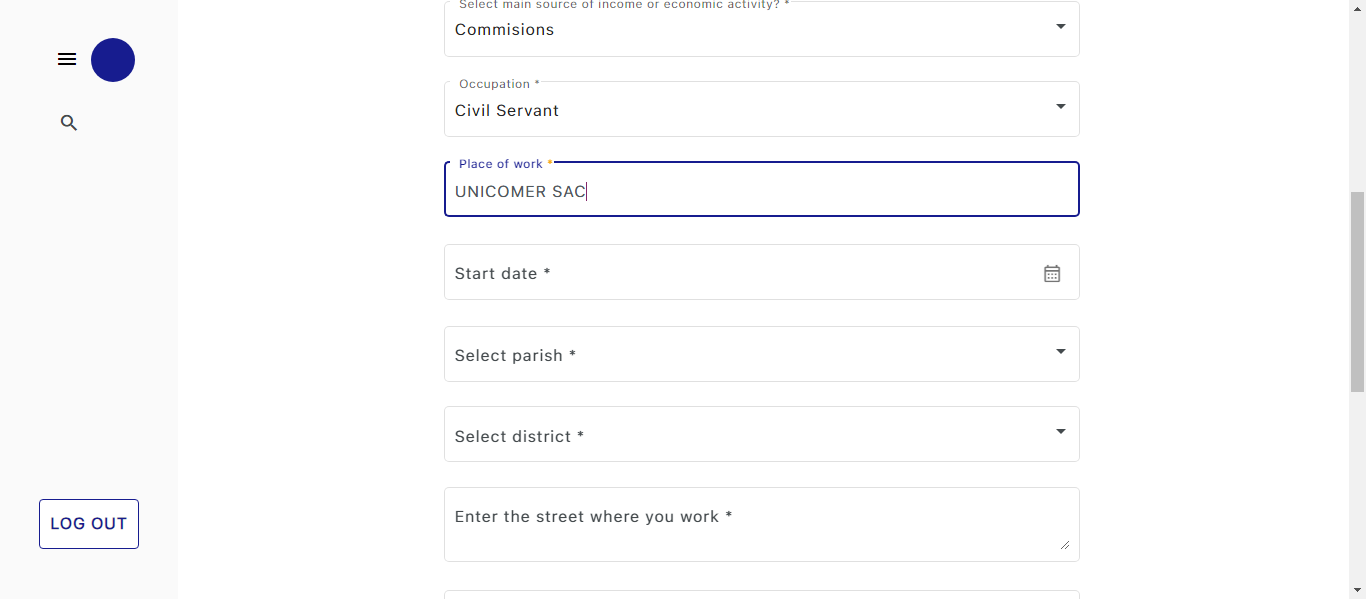 Select main source of income or economic activity? *
Commisions
Occupation *
Civil Servant
Place of work *
UNICOMER SAC
Start date *
Select parish *
Select district *
Enter the street where you work *
LOG OUT